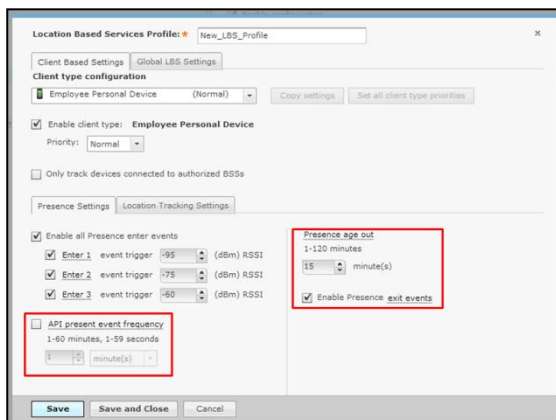 Location Based Services Profile:* New_LBS_Profile x
Client Based Settings Global LBS Settings
Client type configuration
Employee Personal Device (Normal) Copy settings Set all client type priorities
Enable client type: Employee Personal Device
Priority: Normal
Only track devices connected to authorized BSSs
Presence Settings Location Tracking Settings
Enable all Presence enter events
Enter 1 event trigger -95 (dBm) RSSI
Enter 2 event trigger -75 (dBm) RSSI
Enter 3 event trigger -60 (dBm) RSSI
API present event frequency
1-60 minutes, 1-59 seconds
1 minute(s)
Presence age out
1-120 minutes
15 minute(s)
Enable Presence exit events
Save Save and Close Cancel